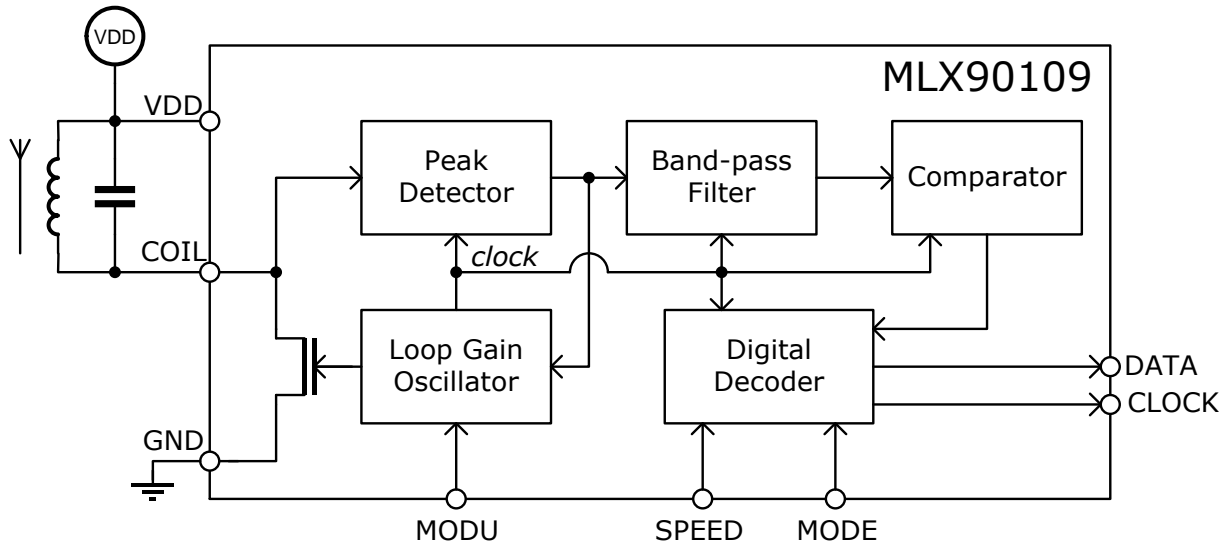 VDD
MLX90109
VDD
Peak
Detector
Band-pass
Filter
Comparator
COIL
clock
Loop Gain
Oscillator
Digital
Decoder
DATA
CLOCK
GND
MODU
SPEED
MODE